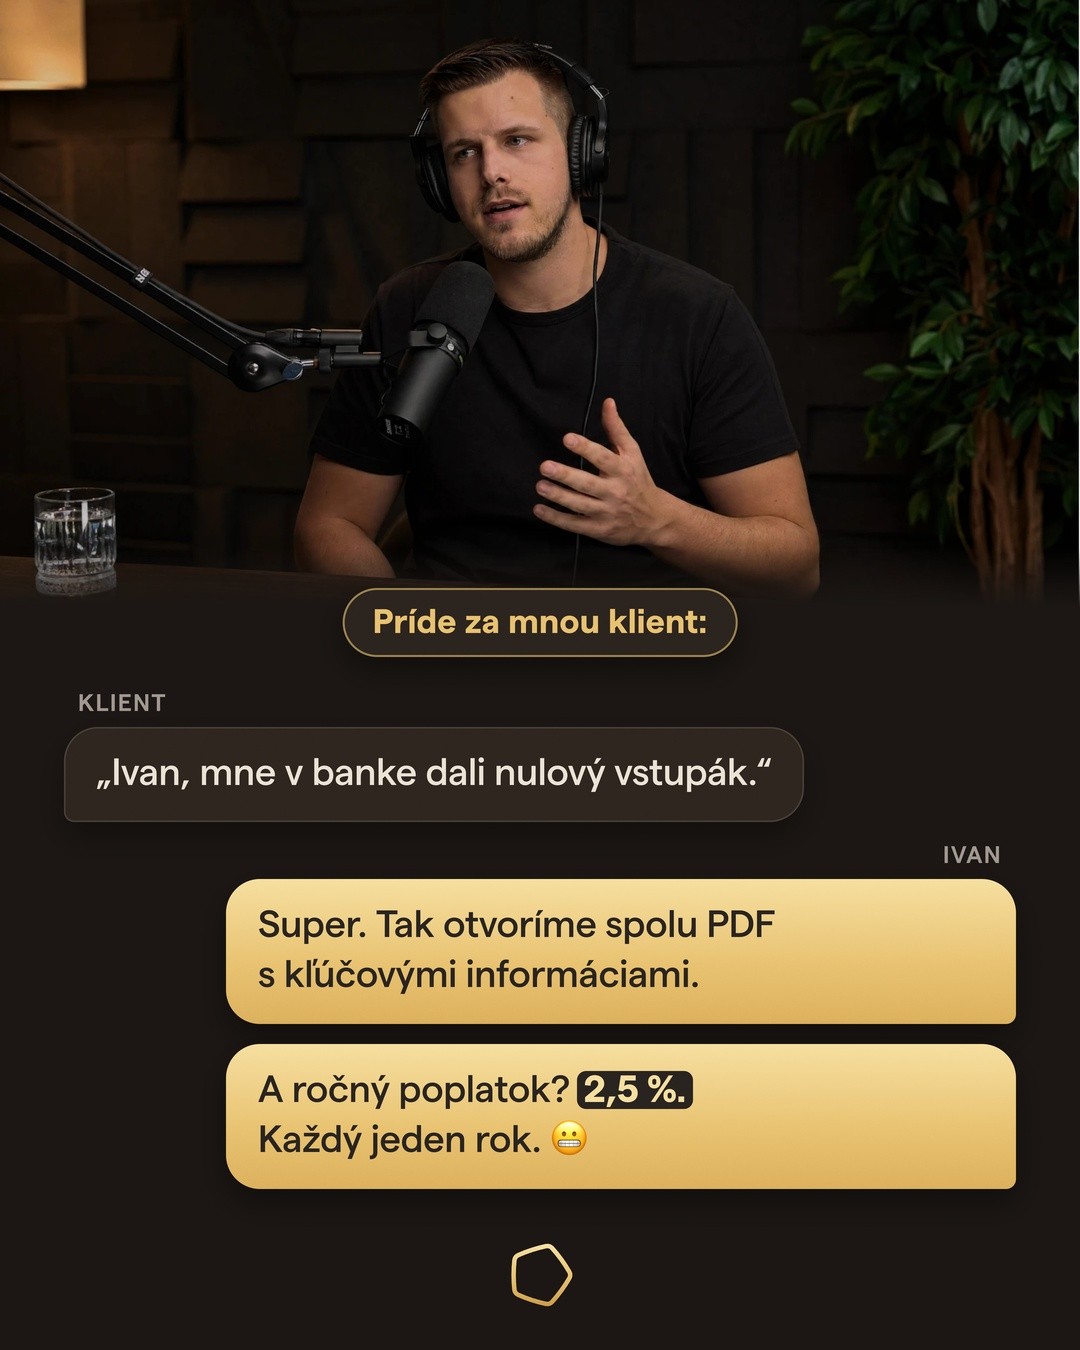 Príde za mnou klient:
KLIENT
„Ivan, mne v banke dali nulový vstupák.“
IVAN
Super. Tak otvoríme spolu PDF
s kľúčovými informáciami.
A ročný poplatok? 2,5 %.
Každý jeden rok. 😬